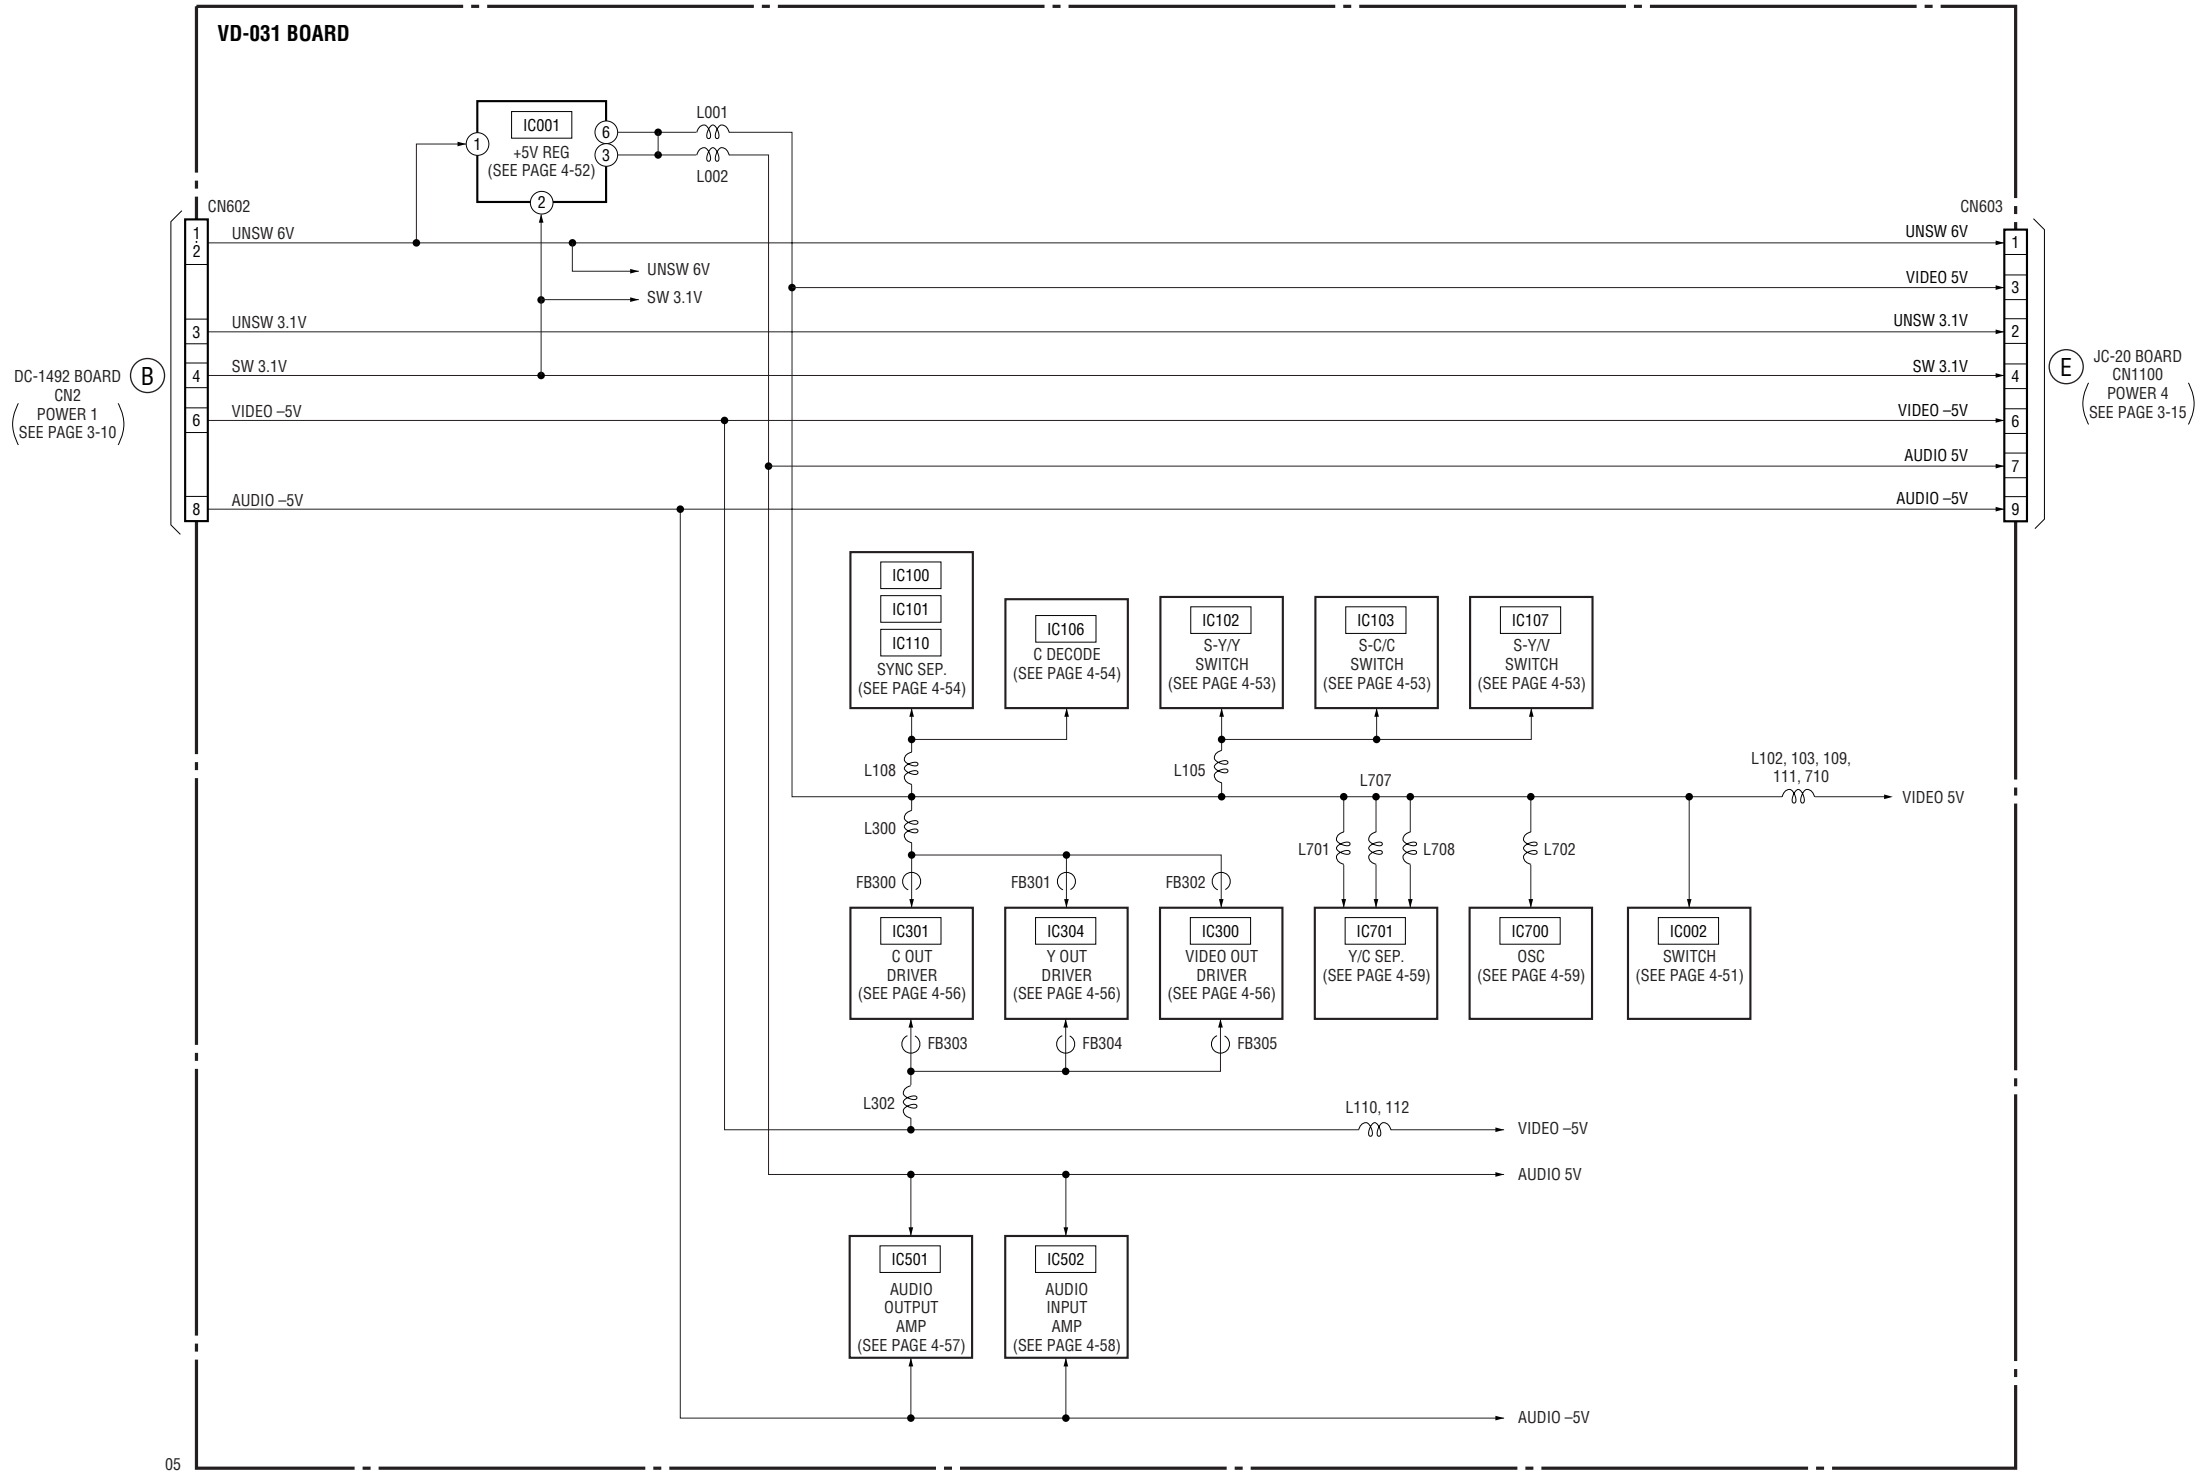 VD-031 BOARD
L001
IC001
6
1
+5V REG
3
(SEE PAGE 4-52)
L002
2
CN602
CN603
1
·
2
UNSW 6V
UNSW 6V
1
UNSW 6V
VIDEO 5V
3
SW 3.1V
3
UNSW 3.1V
UNSW 3.1V
2
DC-1492 BOARD
CN2
POWER 1
SEE PAGE 3-10
B
4
SW 3.1V
SW 3.1V
4
E
JC-20 BOARD
CN1100
POWER 4
SEE PAGE 3-15
6
VIDEO –5V
VIDEO –5V
6
AUDIO 5V
7
8
AUDIO –5V
AUDIO –5V
9
IC100
IC101
IC110
SYNC SEP.
(SEE PAGE 4-54)
IC106
C DECODE
(SEE PAGE 4-54)
IC102
S-Y/Y
SWITCH
(SEE PAGE 4-53)
IC103
S-C/C
SWITCH
(SEE PAGE 4-53)
IC107
S-Y/V
SWITCH
(SEE PAGE 4-53)
L108
L105
L707
L102, 103, 109,
111, 710
VIDEO 5V
L300
L701
L708
L702
FB300
FB301
FB302
IC301
C OUT
DRIVER
(SEE PAGE 4-56)
IC304
Y OUT
DRIVER
(SEE PAGE 4-56)
IC300
VIDEO OUT
DRIVER
(SEE PAGE 4-56)
IC701
Y/C SEP.
(SEE PAGE 4-59)
IC700
OSC
(SEE PAGE 4-59)
IC002
SWITCH
(SEE PAGE 4-51)
FB303
FB304
FB305
L302
L110, 112
VIDEO –5V
AUDIO 5V
IC501
AUDIO
OUTPUT
AMP
(SEE PAGE 4-57)
IC502
AUDIO
INPUT
AMP
(SEE PAGE 4-58)
AUDIO –5V
05